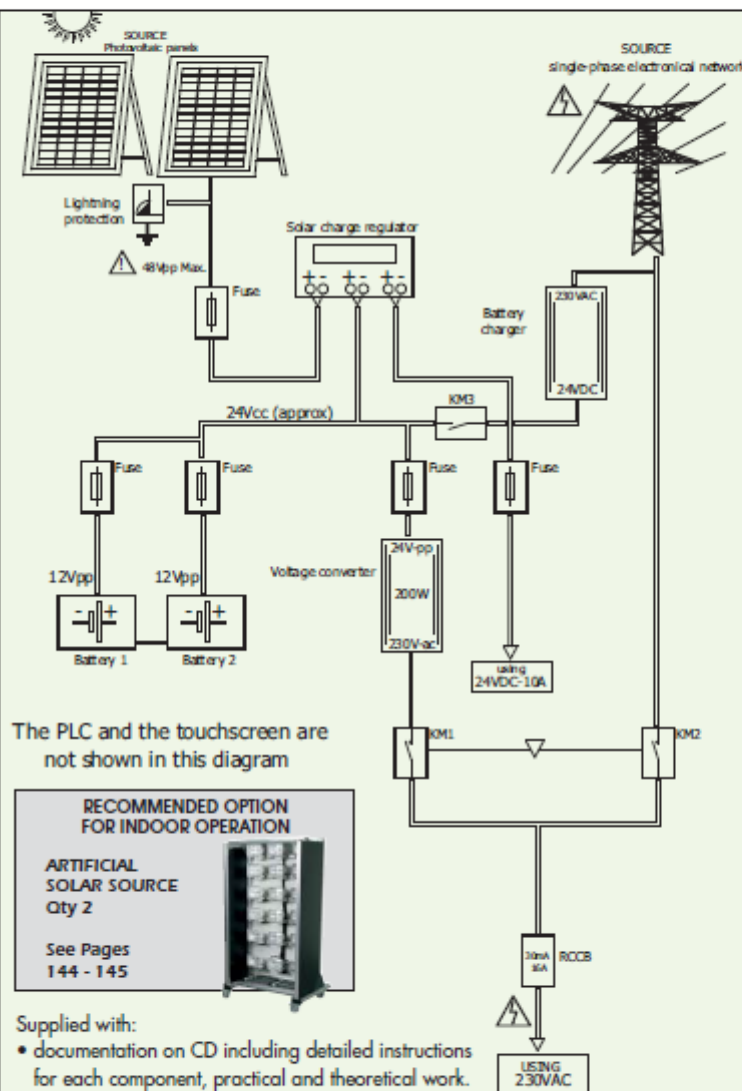 SOURCE
Photovoltaic panels
SOURCE
single-phase electronical network
Lightning
protection
48Vpp Max.
Fuse
Solar charge regulator
+ - + - + -
Battery
charger
230VAC
24VDC
KM3
24Vcc (approx)
Fuse
Fuse
Fuse
Fuse
12Vpp
12Vpp
- +
- +
Battery 1
Battery 2
Voltage converter
24V-pp
200W
230V-ac
using
24VDC-10A
KM1
KM2
The PLC and the touchscreen are
not shown in this diagram
RECOMMENDED OPTION
FOR INDOOR OPERATION
ARTIFICIAL
SOLAR SOURCE
Qty 2
See Pages
144 - 145
30mA
16A
RCCB
Supplied with:
• documentation on CD including detailed instructions
for each component, practical and theoretical work.
USING
230VAC